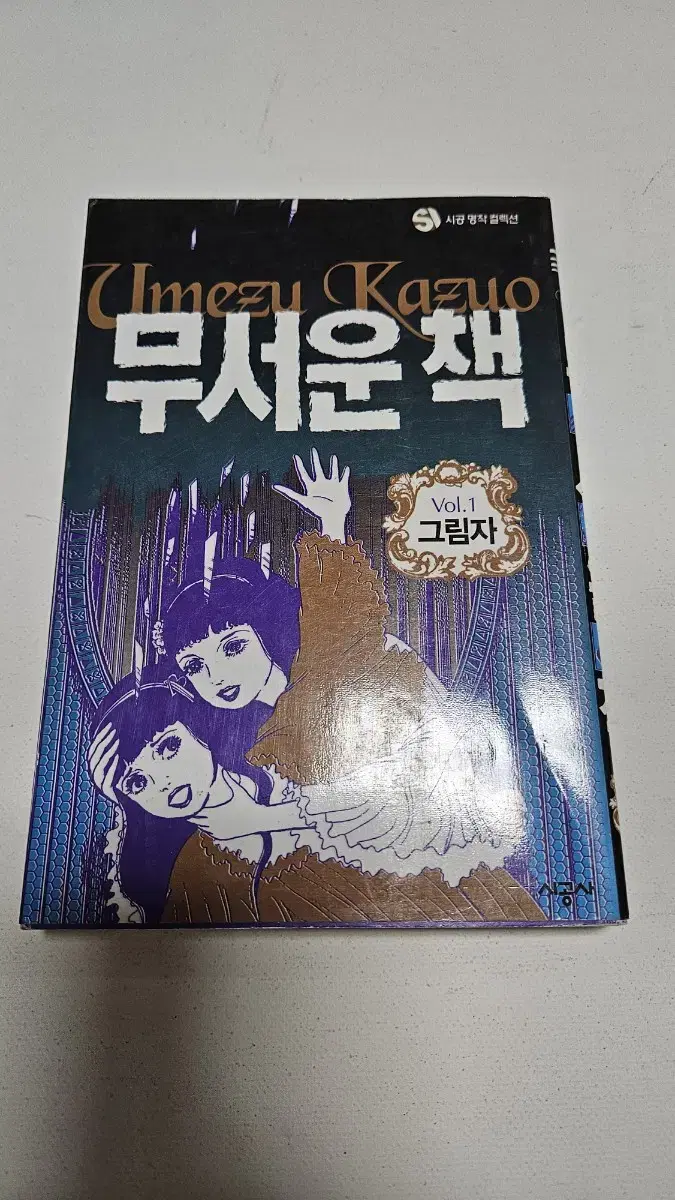 시공 명작 컬렉션
Umezu Kazuo
무서운 책
Vol.1
그림자
시공사